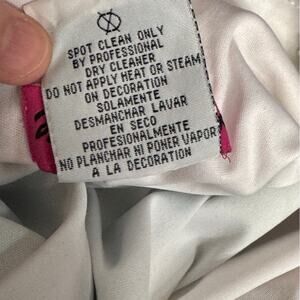 SPOT CLEAN ONLY
BY PROFESSIONAL
DRY CLEANER
DO NOT APPLY HEAT OR STEAM
ON DECORATION
SOLAMENTE
DESMANCHAR LAVAR
EN SECO
PROFESIONALMENTE
NO PLANCHAR NI PONER VAPOR
A LA DECORATION